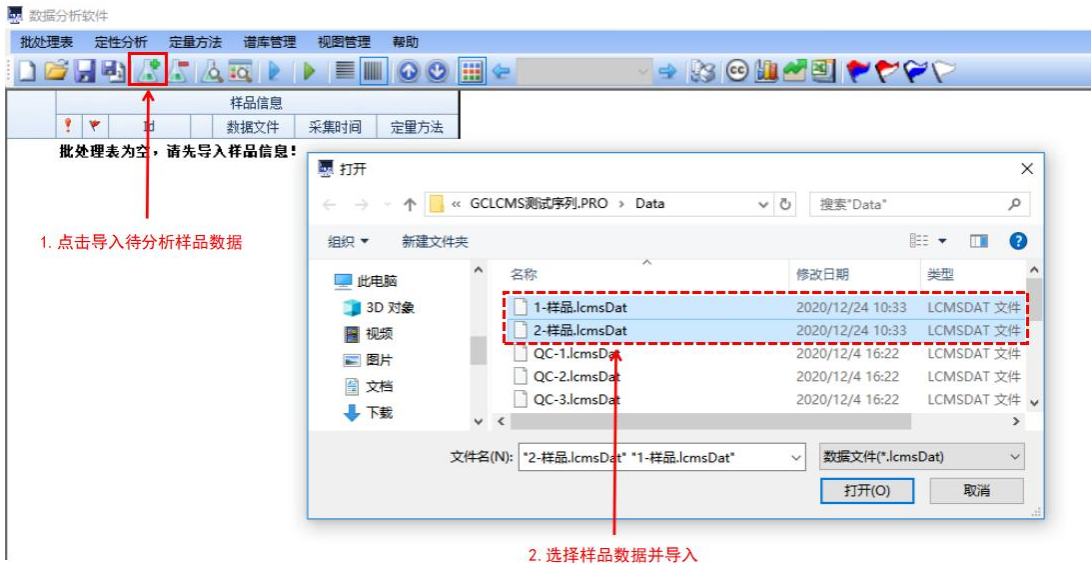 数据分析软件
批处理表 定性分析 定量方法 谱库管理 视图管理 帮助
样品信息
Id 数据文件 采集时间 定量方法
批处理表为空,请先导入样品信息!
打开
« GCLCMS测试序列.PRO › Data
搜索"Data"
组织 新建文件夹
名称 修改日期 类型
此电脑
3D 对象
视频
图片
文档
下载
1-样品.lcmsDat 2020/12/24 10:33 LCMSDAT 文件
2-样品.lcmsDat 2020/12/24 10:33 LCMSDAT 文件
QC-1.lcmsDat 2020/12/4 16:22 LCMSDAT 文件
QC-2.lcmsDat 2020/12/4 16:22 LCMSDAT 文件
QC-3.lcmsDat 2020/12/4 16:22 LCMSDAT 文件
文件名(N): "2-样品.lcmsDat" "1-样品.lcmsDat" 数据文件(*.lcmsDat)
打开(O) 取消
1. 点击导入待分析样品数据
2. 选择样品数据并导入